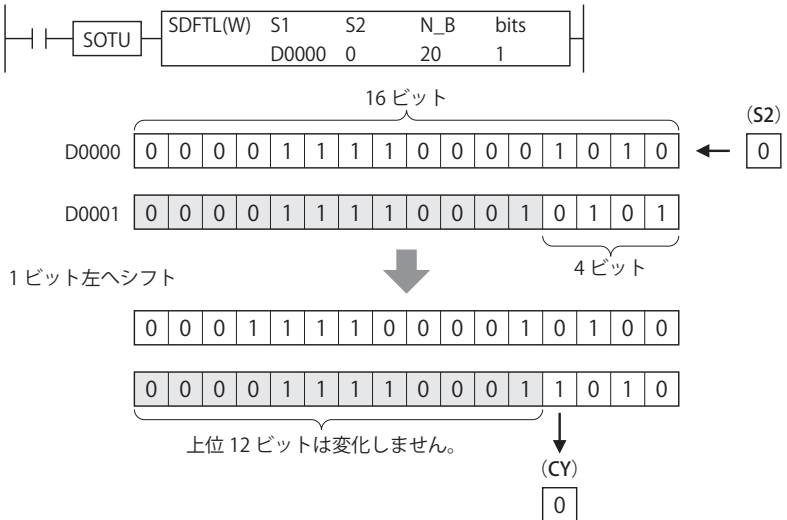 SDFTL(W) S1 S2 N_B bits
SOTU
D0000 0 20 1
16 ビット
(S2)
D0000 0 0 0 0 1 1 1 1 0 0 0 0 1 0 1 0 0
D0001 0 0 0 0 1 1 1 1 0 0 0 1 0 1 0 1
4 ビット
1 ビット左へシフト
0 0 0 1 1 1 1 0 0 0 0 1 0 1 0 0
0 0 0 0 1 1 1 1 0 0 0 1 1 0 1 0
上位 12 ビットは変化しません。
(CY)
0